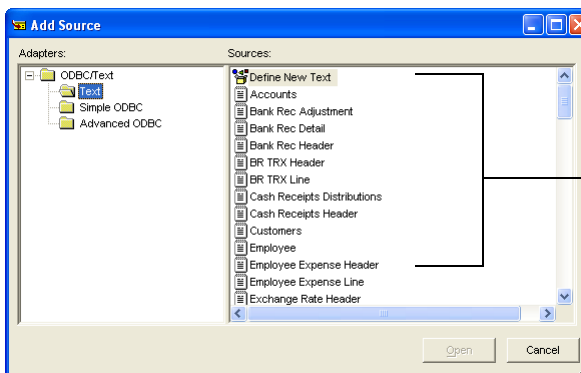 Add Source
Adapters:
Sources:
ODBC/Text
Text
Simple ODBC
Advanced ODBC
Define New Text
Accounts
Bank Rec Adjustment
Bank Rec Detail
Bank Rec Header
BR TRX Header
BR TRX Line
Cash Receipts Distributions
Cash Receipts Header
Customers
Employee
Employee Expense Header
Employee Expense Line
Exchange Rate Header
Open
Cancel